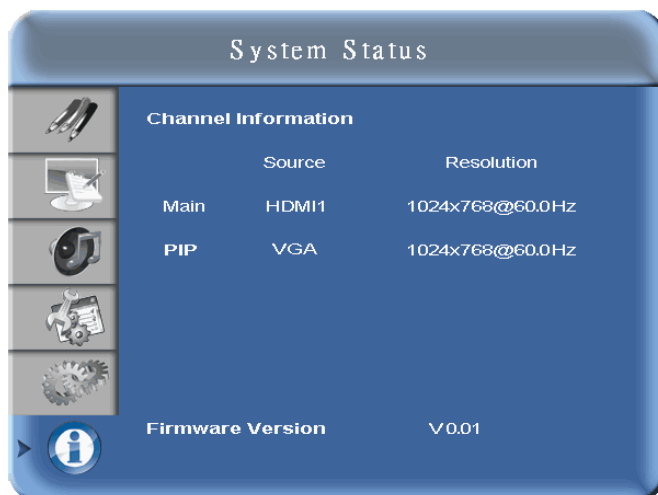 System Status
Channel Information
Source Resolution
Main HDMI1 1024x768@60.0Hz
PIP VGA 1024x768@60.0Hz
Firmware Version V0.01